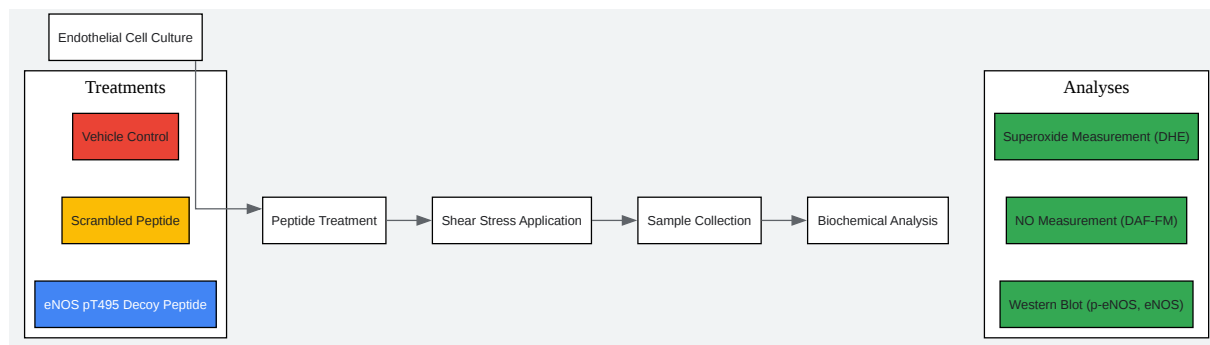 Endothelial Cell Culture
Treatments
Vehicle Control
Scrambled Peptide
eNOS pT495 Decoy Peptide
Peptide Treatment
Shear Stress Application
Sample Collection
Biochemical Analysis
Analyses
Superoxide Measurement (DHE)
NO Measurement (DAF-FM)
Western Blot (p-eNOS, eNOS)